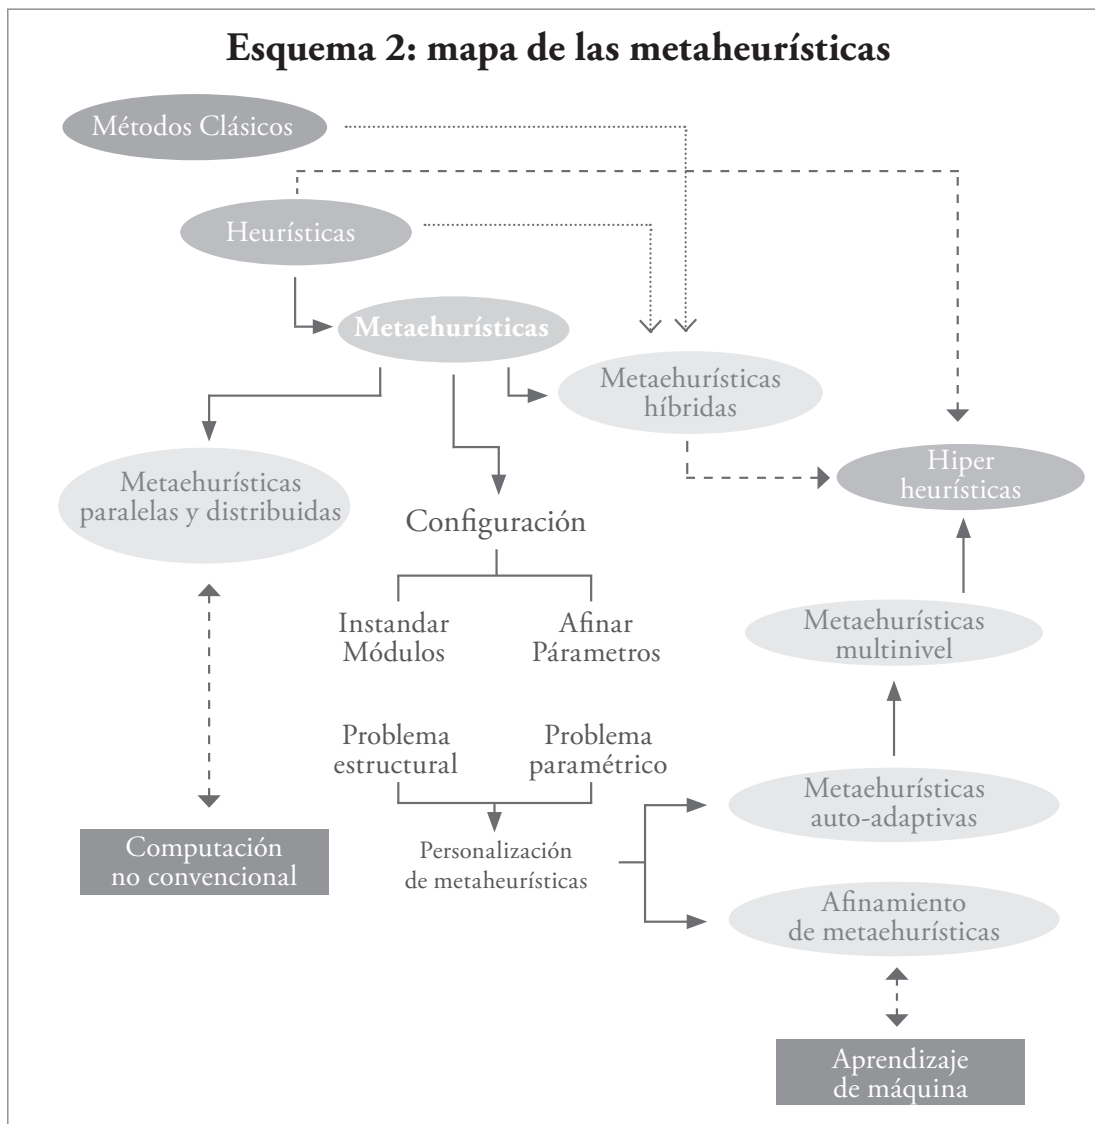 Esquema 2: mapa de las metaheurísticas
Métodos Clásicos
Heurísticas
Metaehurísticas
Metaehurísticas
híbridas
Metaehurísticas
paralelas y distribuidas
Hiper
heurísticas
Configuración
Instandar
Módulos
Afinar
Párametros
Metaehurísticas
multinivel
Problema
estructural
Problema
paramétrico
Metaehurísticas
auto-adaptivas
Computación
no convencional
Personalización
de metaheurísticas
Afinamiento
de metaehurísticas
Aprendizaje
de máquina